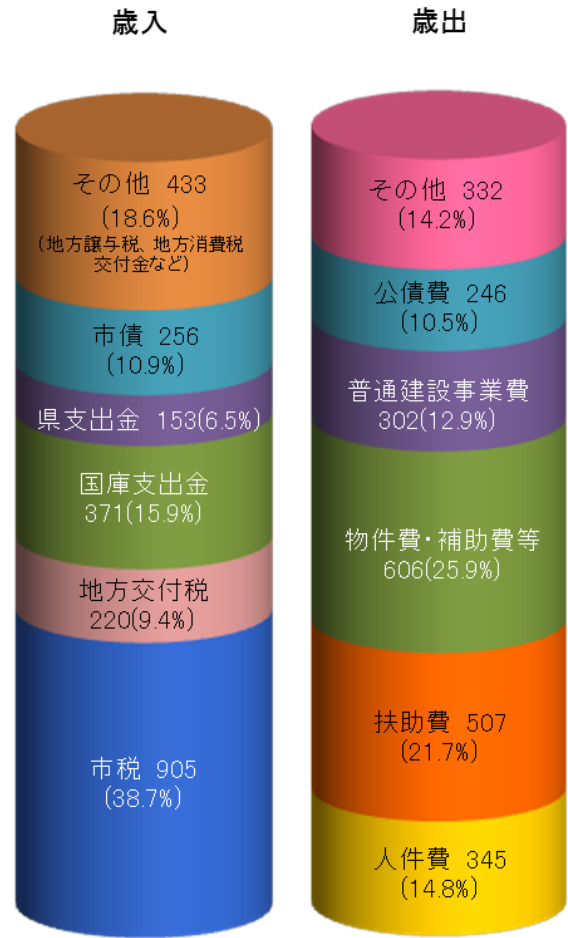 歳入
その他 433
(18.6%)
(地方譲与税、地方消費税
交付金など)
市債 256
(10.9%)
県支出金 153(6.5%)
国庫支出金
371(15.9%)
地方交付税
220(9.4%)
市税 905
(38.7%)
歳出
その他 332
(14.2%)
公債費 246
(10.5%)
普通建設事業費
302(12.9%)
物件費・補助費等
606(25.9%)
扶助費 507
(21.7%)
人件費 345
(14.8%)